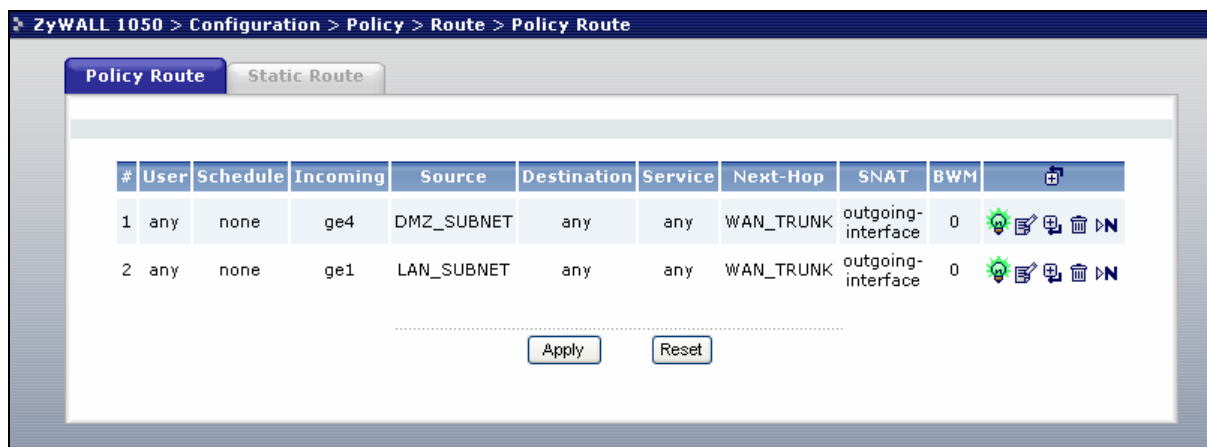 ZyWALL 1050 > Configuration > Policy > Route > Policy Route
Policy Route Static Route
# User Schedule Incoming Source Destination Service Next-Hop SNAT BWM
1 any none ge4 DMZ_SUBNET any any WAN_TRUNK outgoing-interface 0 N
2 any none ge1 LAN_SUBNET any any WAN_TRUNK outgoing-interface 0 N
Apply Reset